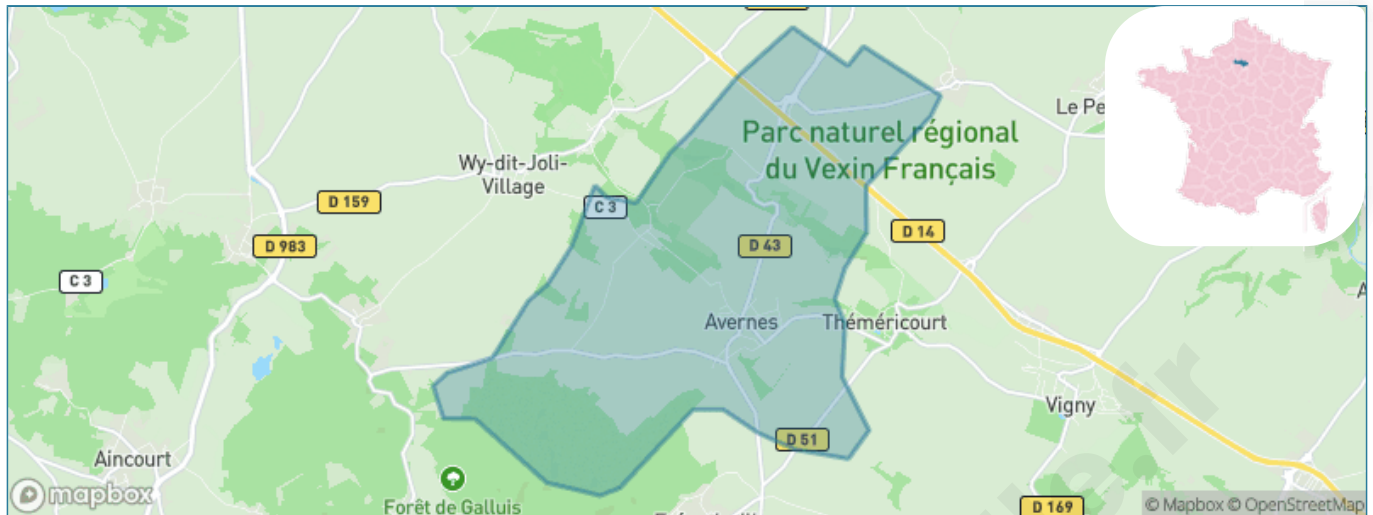 Le Pe
Parc naturel régional
du Vexin Français
Wy-dit-Joli-
Village
D 159
C 3
D 983
D 43
D 14
C 3
Avernes
Théméricourt
Vigny
D 51
Aincourt
Forêt de Galluis
D 169
mapbox
© Mapbox © OpenStreetMap